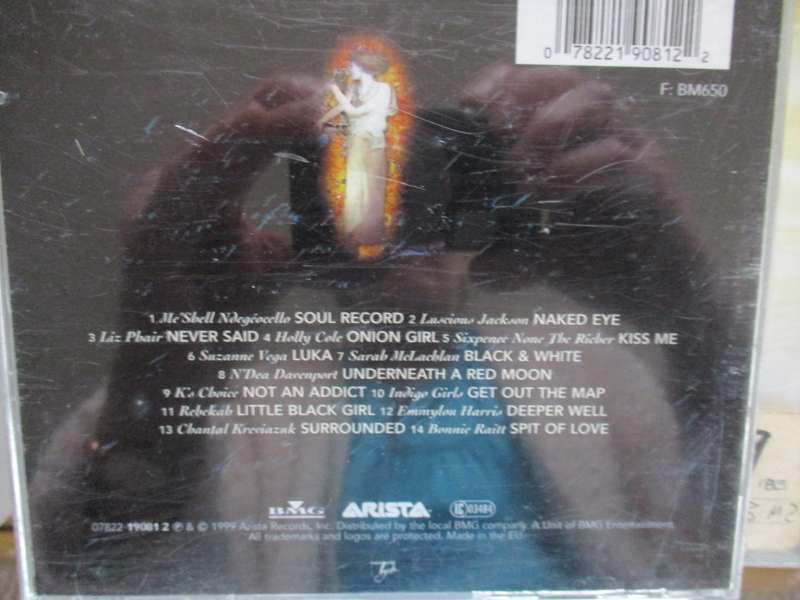 0 78221 90812 2
F: BM650
1 Me'Shell Ndegéocello SOUL RECORD 2 Luscious Jackson NAKED EYE
3 Liz Phair NEVER SAID 4 Holly Cole ONION GIRL 5 Sixpence None The Richer KISS ME
6 Suzanne Vega LUKA 7 Sarah McLachlan BLACK & WHITE
8 N'Dea Davenport UNDERNEATH A RED MOON
9 K's Choice NOT AN ADDICT 10 Indigo Girls GET OUT THE MAP
11 Rebekah LITTLE BLACK GIRL 12 Emmylou Harris DEEPER WELL
13 Chantal Kreviazuk SURROUNDED 14 Bonnie Raitt SPIT OF LOVE
BMG ARISTA LC 03484
07822-19081 2 ℗ & © 1999 Arista Records, Inc. Distributed by the local BMG company. A Unit of BMG Entertainment.
All trademarks and logos are protected. Made in the EU